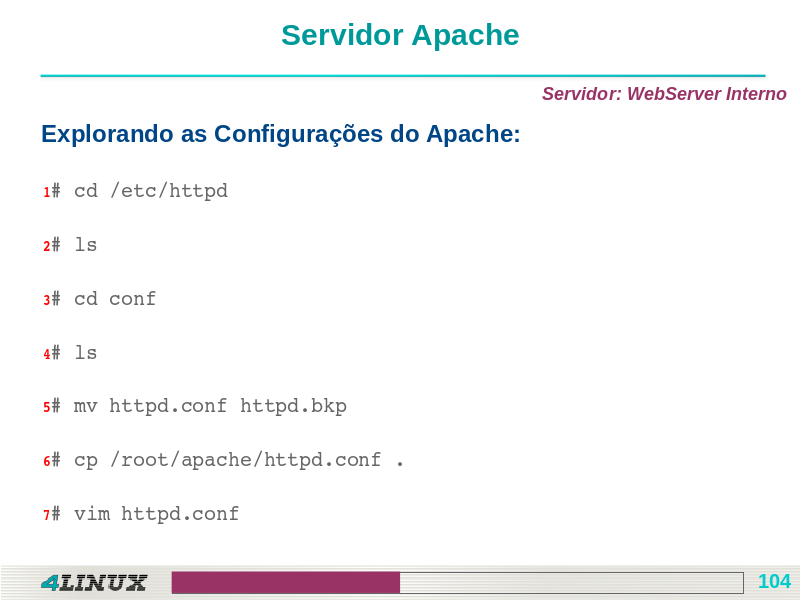 Servidor Apache
Servidor: WebServer Interno
Explorando as Configurações do Apache:
1# cd /etc/httpd
2# ls
3# cd conf
4# ls
5# mv httpd.conf httpd.bkp
6# cp /root/apache/httpd.conf .
7# vim httpd.conf
4LINUX
104